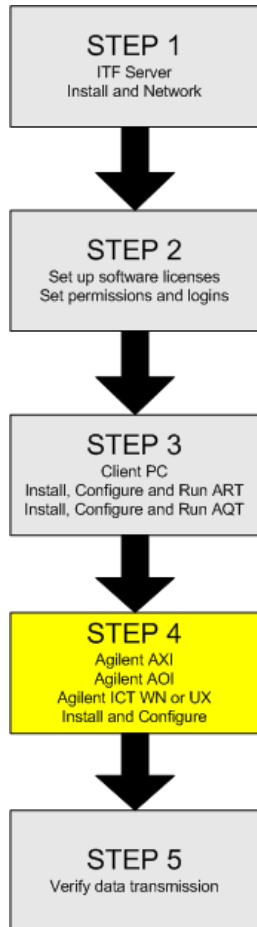 STEP 1
ITF Server
Install and Network
STEP 2
Set up software licenses
Set permissions and logins
STEP 3
Client PC
Install, Configure and Run ART
Install, Configure and Run AQT
STEP 4
Agilent AXI
Agilent AOI
Agilent ICT WN or UX
Install and Configure
STEP 5
Verify data transmission